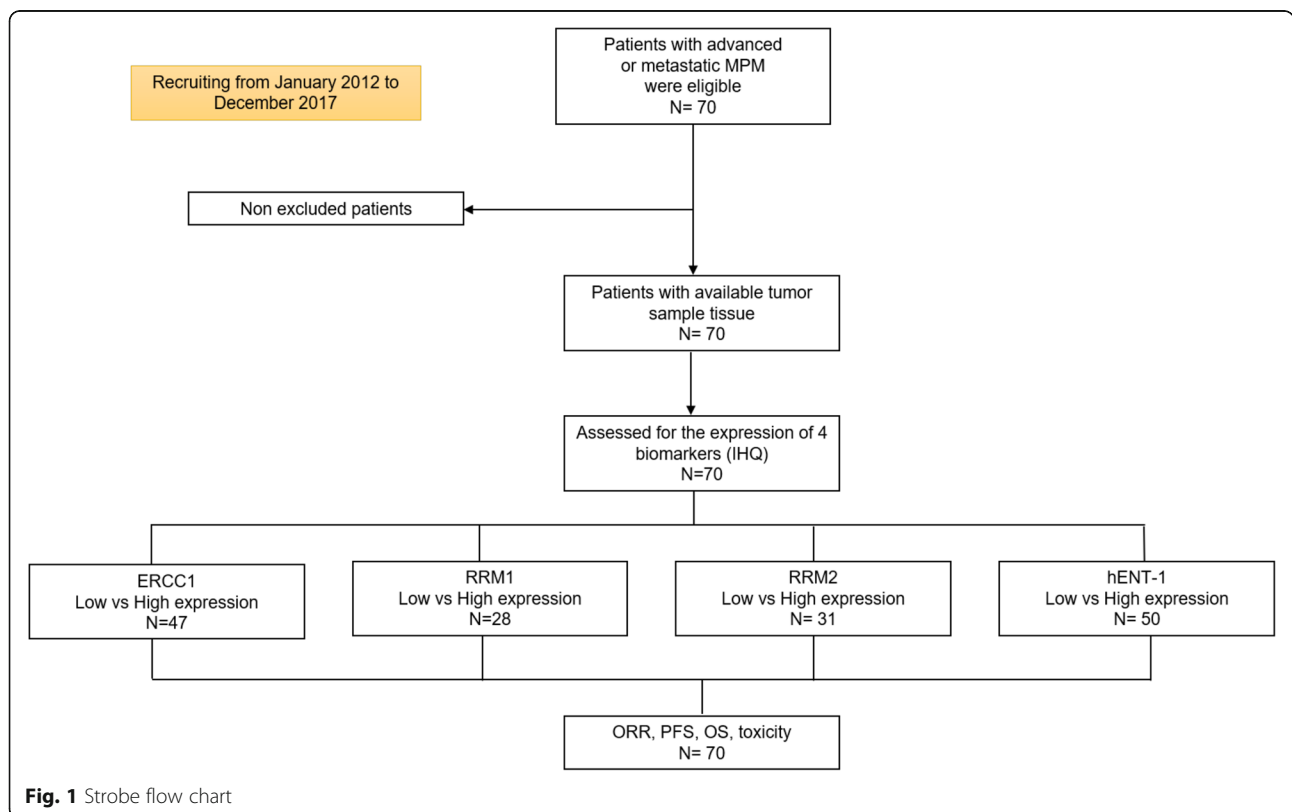 Patients with advanced
or metastatic MPM
were eligible
N= 70
Recruiting from January 2012 to
December 2017
Non excluded patients
Patients with available tumor
sample tissue
N= 70
Assessed for the expression of 4
biomarkers (IHQ)
N=70
ERCC1
Low vs High expression
N=47
RRM1
Low vs High expression
N=28
RRM2
Low vs High expression
N= 31
hENT-1
Low vs High expression
N= 50
ORR, PFS, OS, toxicity
N= 70
Fig. 1 Strobe flow chart